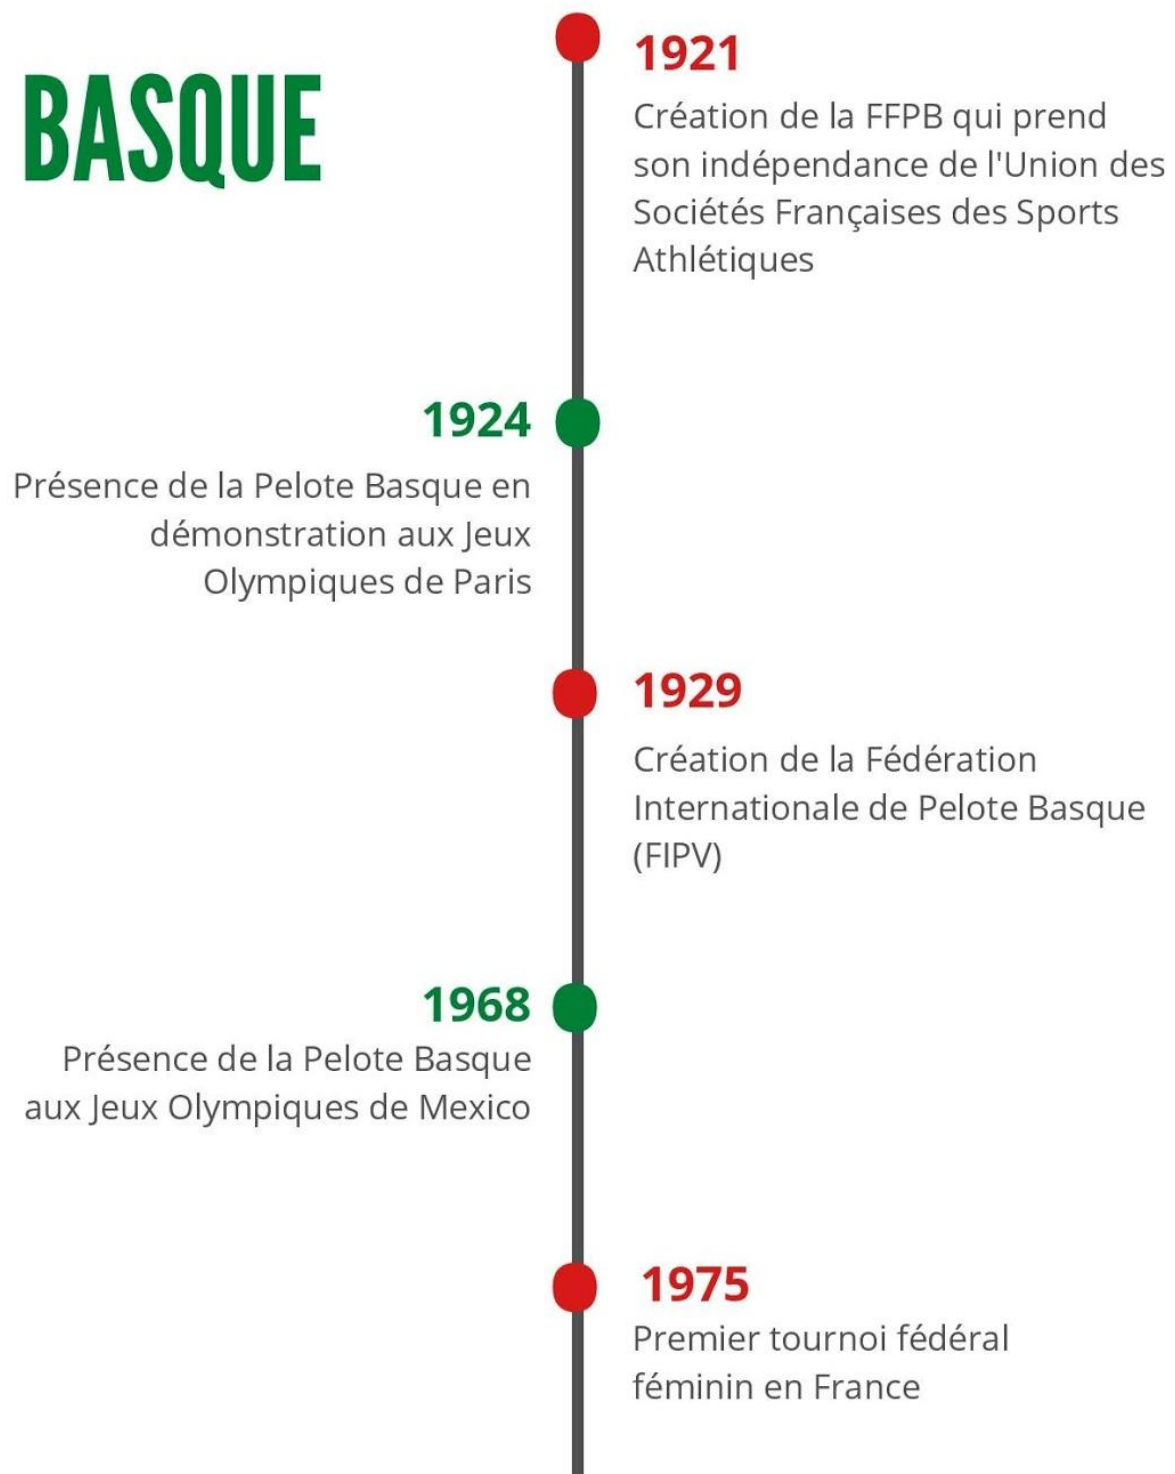 BASQUE
1921
Création de la FFPB qui prend
son indépendance de l'Union des
Sociétés Françaises des Sports
Athlétiques
1924
Présence de la Pelote Basque en
démonstration aux Jeux
Olympiques de Paris
1929
Création de la Fédération
Internationale de Pelote Basque
(FIPV)
1968
Présence de la Pelote Basque
aux Jeux Olympiques de Mexico
1975
Premier tournoi fédéral
féminin en France